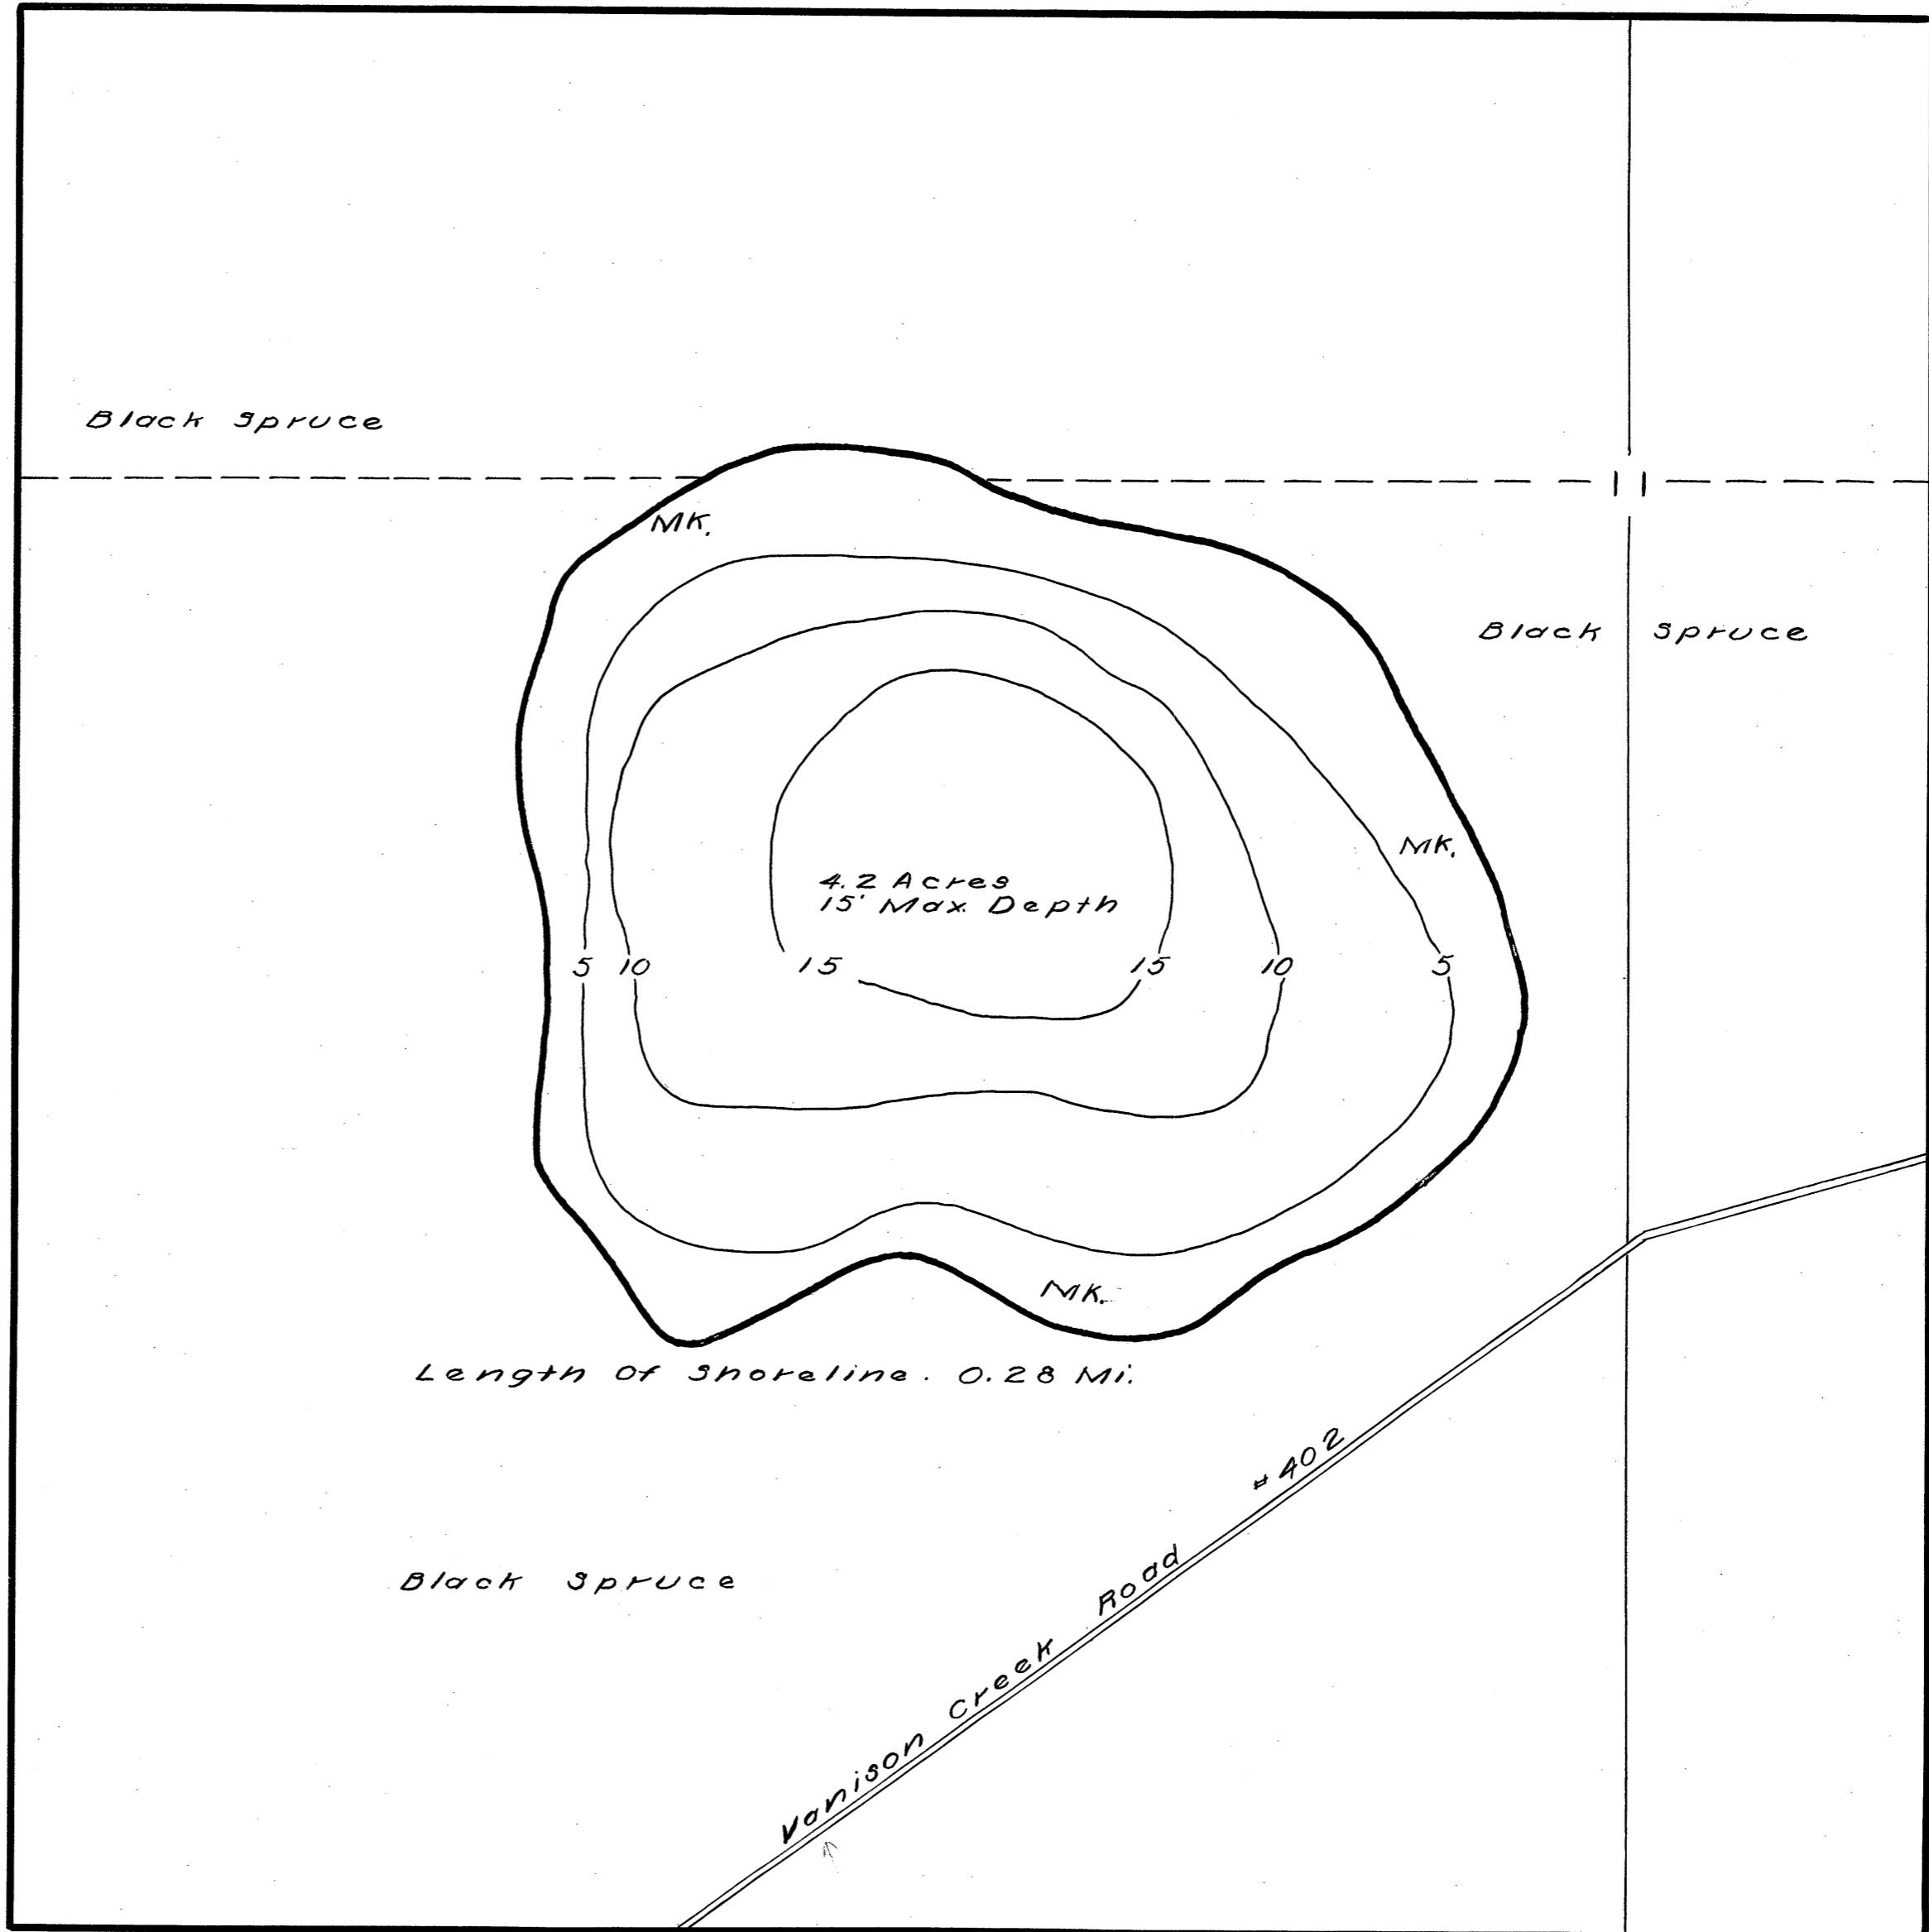 Black Spruce
MK.
Black Spruce
MK.
4.2 Acres
15' Max. Depth
5 10 15 15 10 5
MK.
Length Of Shoreline. 0.28 Mi.
#402
Black Spruce
Vanison Creek Road